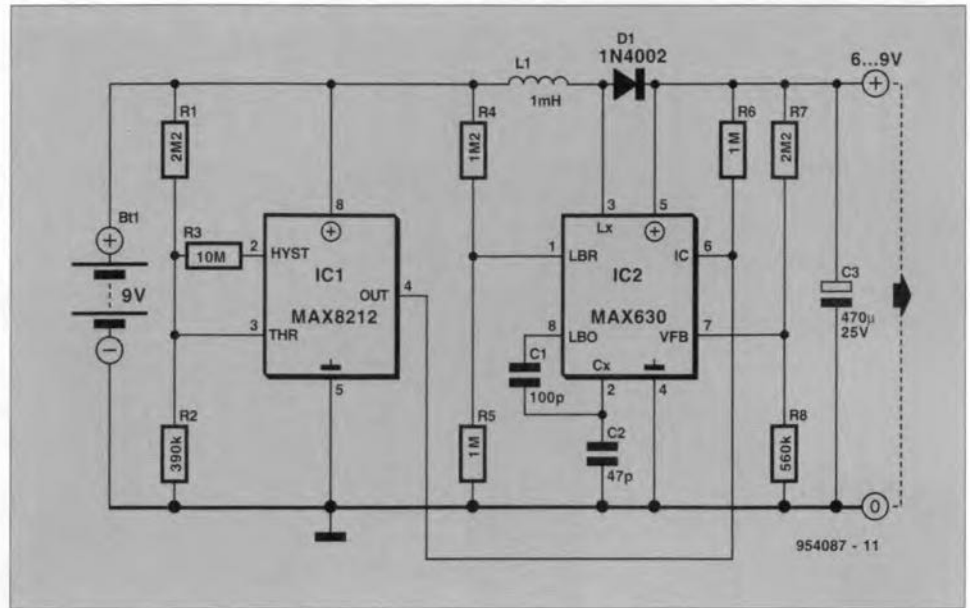 D1
1N4002
6...9V
L1
1mH
+
R1
2M2
R4
1M2
R6
1M
R7
2M2
8
3
5
Bt1
+
9V
−
R3
10M
2
HYST
+
IC1
OUT
4
MAX8212
3
THR
5
Lx
+
1
LBR
IC
6
IC2
MAX630
8
LBO
VFB
7
Cx
2
4
C1
100p
C2
47p
C3
470µ
25V
R2
390k
R5
1M
R8
560k
0
954087 - 11